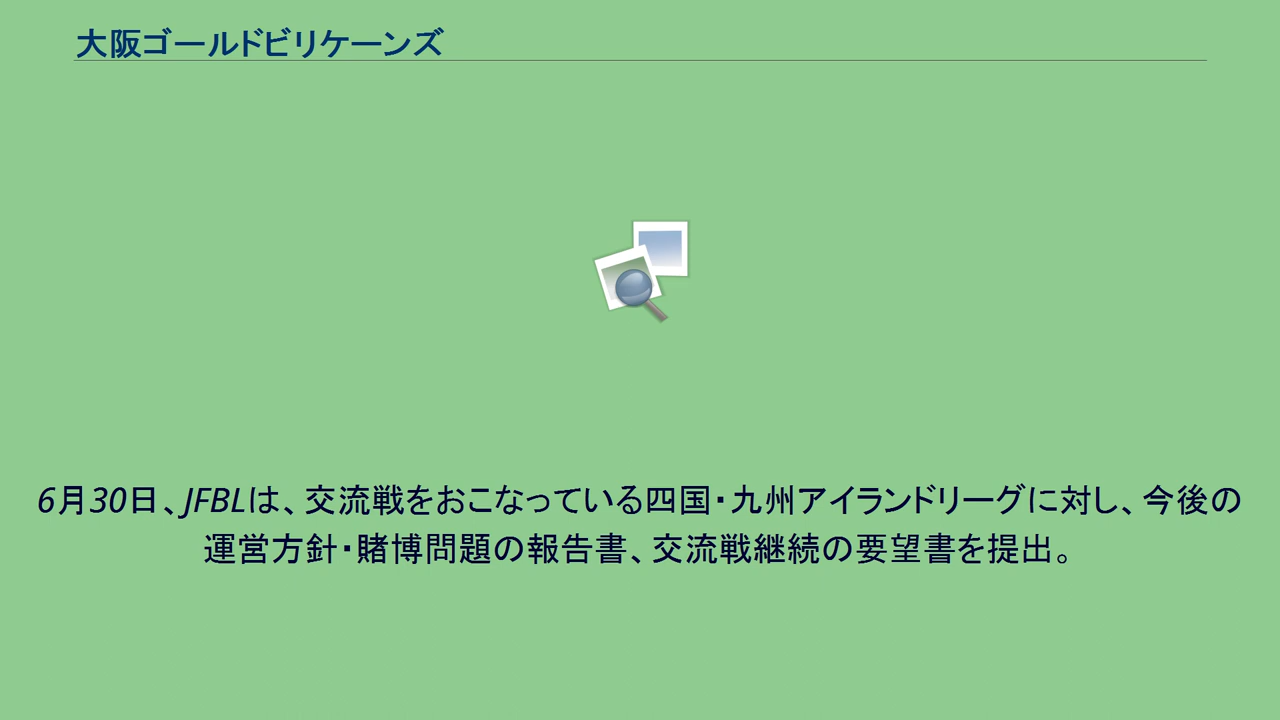 大阪ゴールドビリケーンズ
6月30日、JFBLは、交流戦をおこなっている四国・九州アイランドリーグに対し、今後の
運営方針・賭博問題の報告書、交流戦継続の要望書を提出。